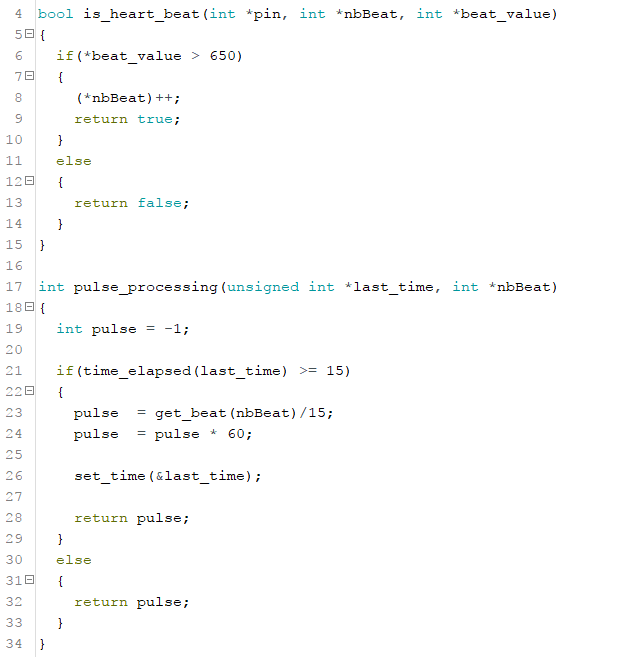 4 bool is_heart_beat(int *pin, int *nbBeat, int *beat_value)
5 {
6   if(*beat_value > 650)
7   {
8     (*nbBeat)++;
9     return true;
10   }
11   else
12   {
13     return false;
14   }
15 }
16
17 int pulse_processing(unsigned int *last_time, int *nbBeat)
18 {
19   int pulse = -1;
20
21   if(time_elapsed(last_time) >= 15)
22   {
23     pulse  = get_beat(nbBeat)/15;
24     pulse  = pulse * 60;
25
26     set_time(&last_time);
27
28     return pulse;
29   }
30   else
31   {
32     return pulse;
33   }
34 }